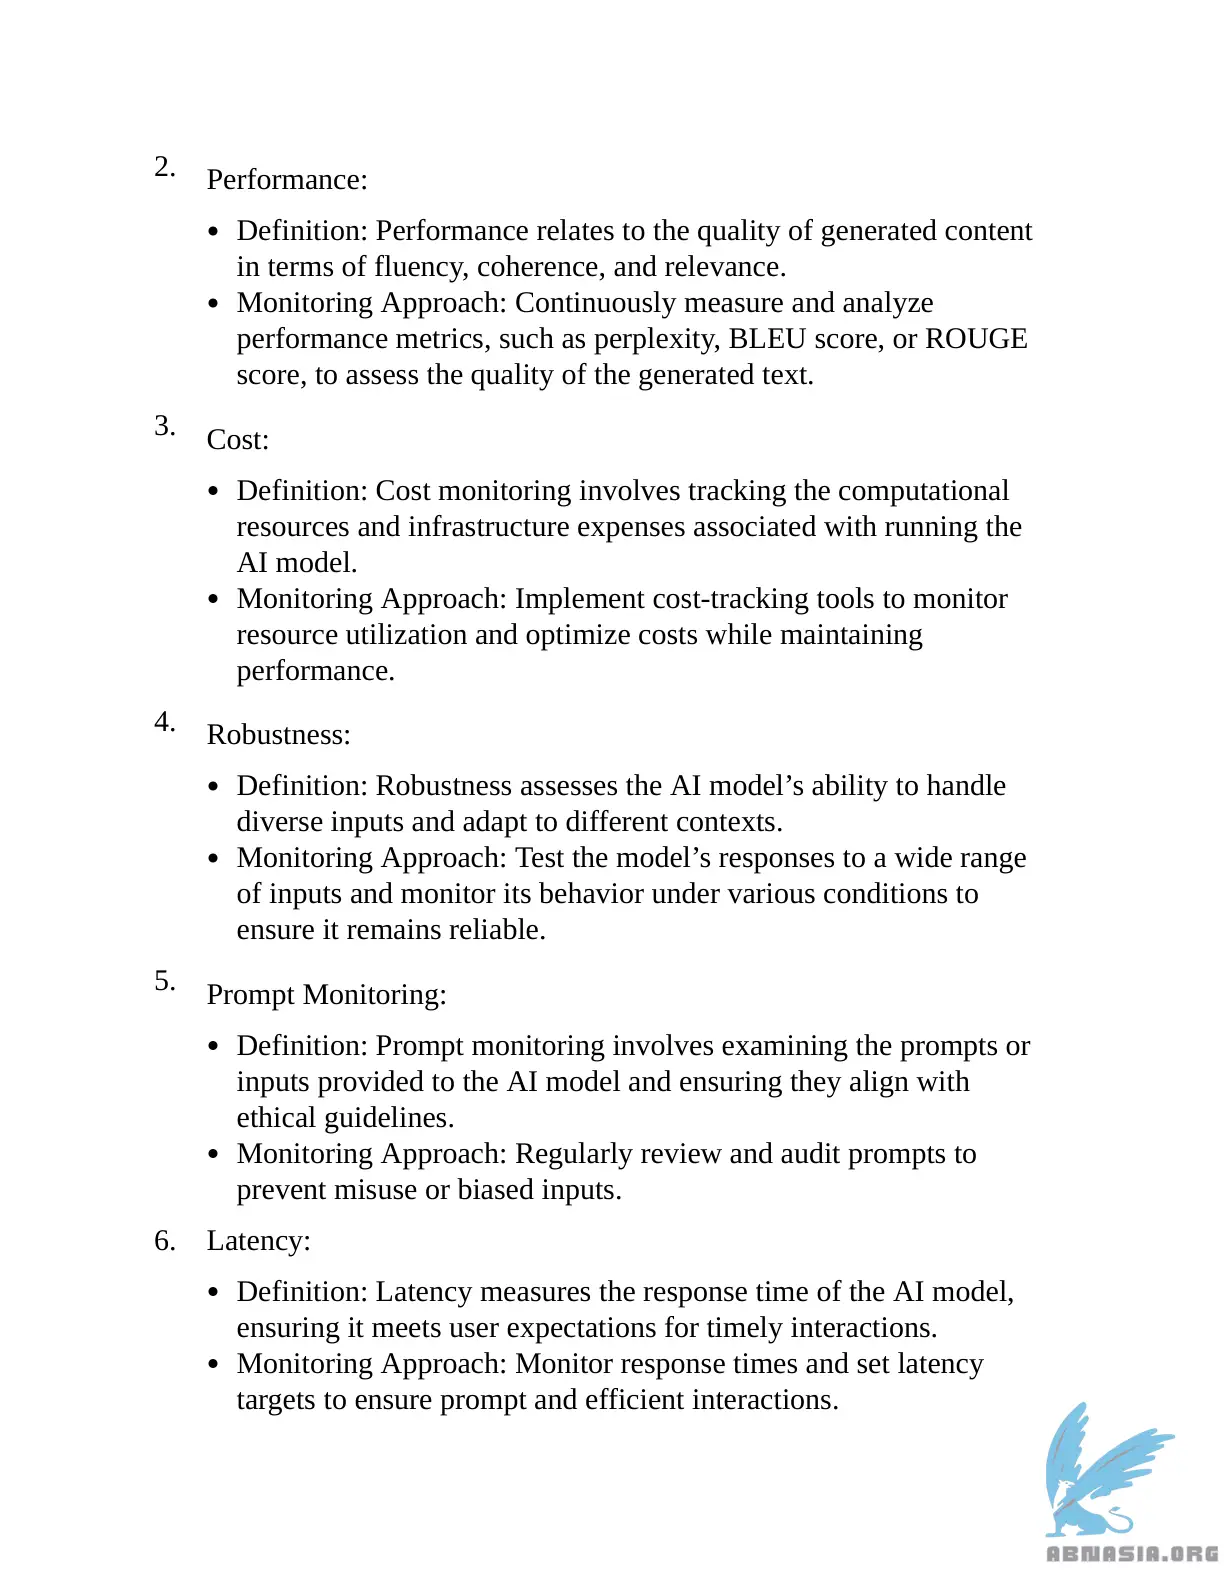 2. Performance:
• Definition: Performance relates to the quality of generated content
in terms of fluency, coherence, and relevance.
• Monitoring Approach: Continuously measure and analyze
performance metrics, such as perplexity, BLEU score, or ROUGE
score, to assess the quality of the generated text.
3. Cost:
• Definition: Cost monitoring involves tracking the computational
resources and infrastructure expenses associated with running the
AI model.
• Monitoring Approach: Implement cost-tracking tools to monitor
resource utilization and optimize costs while maintaining
performance.
4. Robustness:
• Definition: Robustness assesses the AI model’s ability to handle
diverse inputs and adapt to different contexts.
• Monitoring Approach: Test the model’s responses to a wide range
of inputs and monitor its behavior under various conditions to
ensure it remains reliable.
5. Prompt Monitoring:
• Definition: Prompt monitoring involves examining the prompts or
inputs provided to the AI model and ensuring they align with
ethical guidelines.
• Monitoring Approach: Regularly review and audit prompts to
prevent misuse or biased inputs.
6. Latency:
• Definition: Latency measures the response time of the AI model,
ensuring it meets user expectations for timely interactions.
• Monitoring Approach: Monitor response times and set latency
targets to ensure prompt and efficient interactions.
ABNASIA.ORG